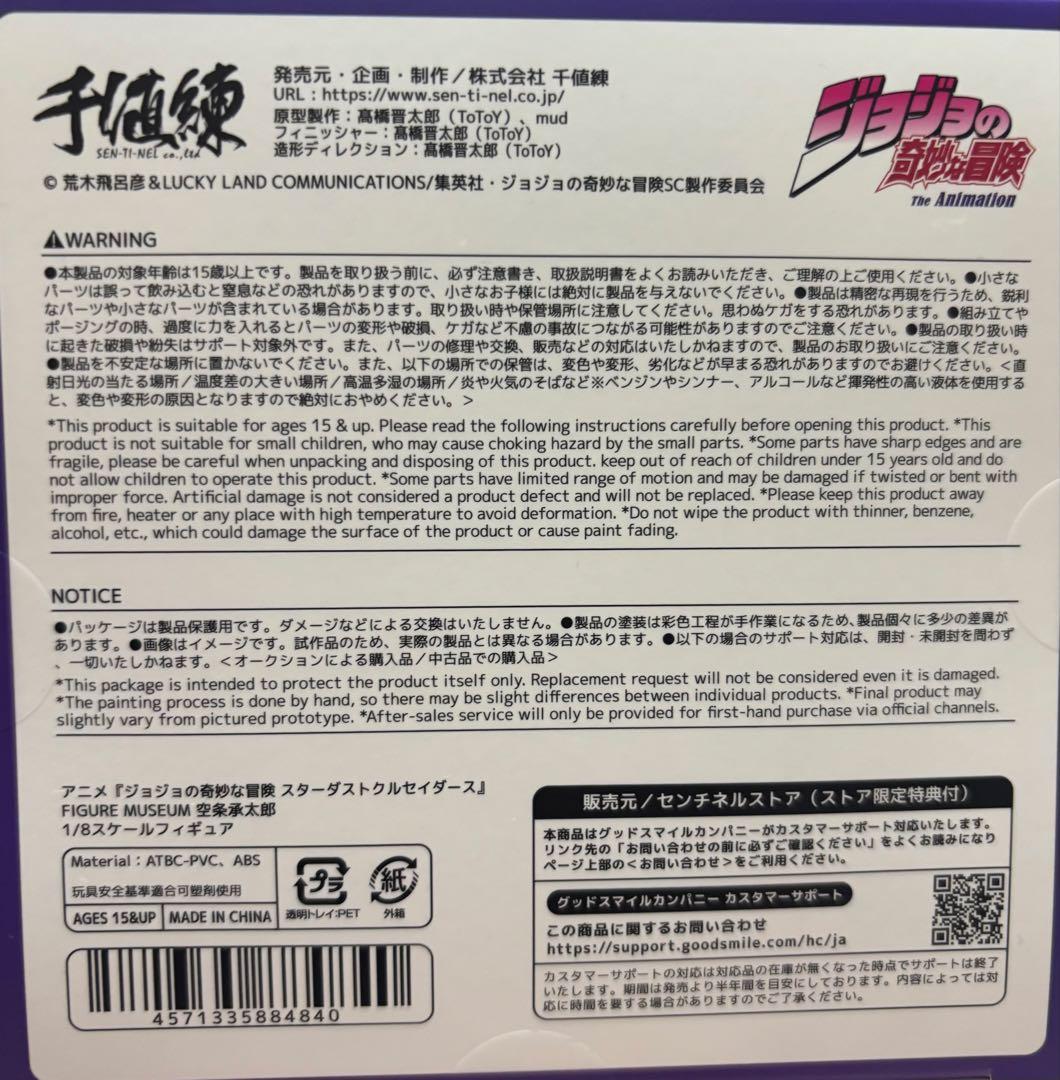 千値練
SEN-TI-NEL co.,ltd
発売元・企画・制作／株式会社 千値練
URL：https://www.sen-ti-nel.co.jp/
原型製作：髙橋晋太郎（ToToY）、mud
フィニッシャー：髙橋晋太郎（ToToY）
造形ディレクション：髙橋晋太郎（ToToY）
ジョジョの
奇妙な冒険
The Animation
© 荒木飛呂彦&LUCKY LAND COMMUNICATIONS/集英社・ジョジョの奇妙な冒険SC製作委員会
⚠WARNING
●本製品の対象年齢は15歳以上です。製品を取り扱う前に、必ず注意書き、取扱説明書をよくお読みいただき、ご理解の上ご使用ください。●小さな
パーツは誤って飲み込むと窒息などの恐れがありますので、小さなお子様には絶対に製品を与えないでください。●製品は精密な再現を行うため、鋭利
なパーツや小さなパーツが含まれている場合があります。取り扱い時や保管場所に注意してください。思わぬケガをする恐れがあります。●組み立てや
ポージングの時、過度に力を入れるとパーツの変形や破損、ケガなど不慮の事故につながる可能性がありますのでご注意ください。●製品の取り扱い時
に起きた破損や紛失はサポート対象外です。また、パーツの修理や交換、販売などの対応はいたしかねますので、製品のお取り扱いにご注意ください。
●製品を不安定な場所に置かないでください。また、以下の場所での保管は、変色や変形、劣化などが早まる恐れがありますのでお避けください。＜直
射日光の当たる場所／温度差の大きい場所／高温多湿の場所／炎や火気のそばなど※ベンジンやシンナー、アルコールなど揮発性の高い液体を使用する
と、変色や変形の原因となりますので絶対におやめください。＞
*This product is suitable for ages 15 & up. Please read the following instructions carefully before opening this product. *This
product is not suitable for small children, who may cause choking hazard by the small parts. *Some parts have sharp edges and are
fragile, please be careful when unpacking and disposing of this product. keep out of reach of children under 15 years old and do
not allow children to operate this product. *Some parts have limited range of motion and may be damaged if twisted or bent with
improper force. Artificial damage is not considered a product defect and will not be replaced. *Please keep this product away
from fire, heater or any place with high temperature to avoid deformation. *Do not wipe the product with thinner, benzene,
alcohol, etc., which could damage the surface of the product or cause paint fading.
NOTICE
●パッケージは製品保護用です。ダメージなどによる交換はいたしません。●製品の塗装は彩色工程が手作業になるため、製品個々に多少の差異が
あります。●画像はイメージです。試作品のため、実際の製品とは異なる場合があります。●以下の場合のサポート対応は、開封・未開封を問わず
、一切いたしかねます。＜オークションによる購入品／中古品での購入品＞
*This package is intended to protect the product itself only. Replacement request will not be considered even it is damaged.
*The painting process is done by hand, so there may be slight differences between individual products. *Final product may
slightly vary from pictured prototype. *After-sales service will only be provided for first-hand purchase via official channels.
アニメ『ジョジョの奇妙な冒険 スターダストクルセイダース』
FIGURE MUSEUM 空条承太郎
1/8スケールフィギュア
Material：ATBC-PVC、ABS
玩具安全基準適合可塑剤使用
AGES 15&UP
MADE IN CHINA
プラ
透明トレイ:PET
紙
外箱
4571335884840
販売元／センチネルストア（ストア限定特典付）
本商品はグッドスマイルカンパニーがカスタマーサポート対応いたします。
リンク先の「お問い合わせの前に必ずご確認ください」をよくお読みになり
ページ上部の＜お問い合わせ＞をご利用ください。
グッドスマイルカンパニー カスタマーサポート
この商品に関するお問い合わせ
https://support.goodsmile.com/hc/ja
カスタマーサポートの対応は対応品の在庫が無くなった時点でサポートは終了
いたします。期間は発売より半年間を目安にしております。内容によっては対
応に時間を要する場合がありますのでご了承ください。